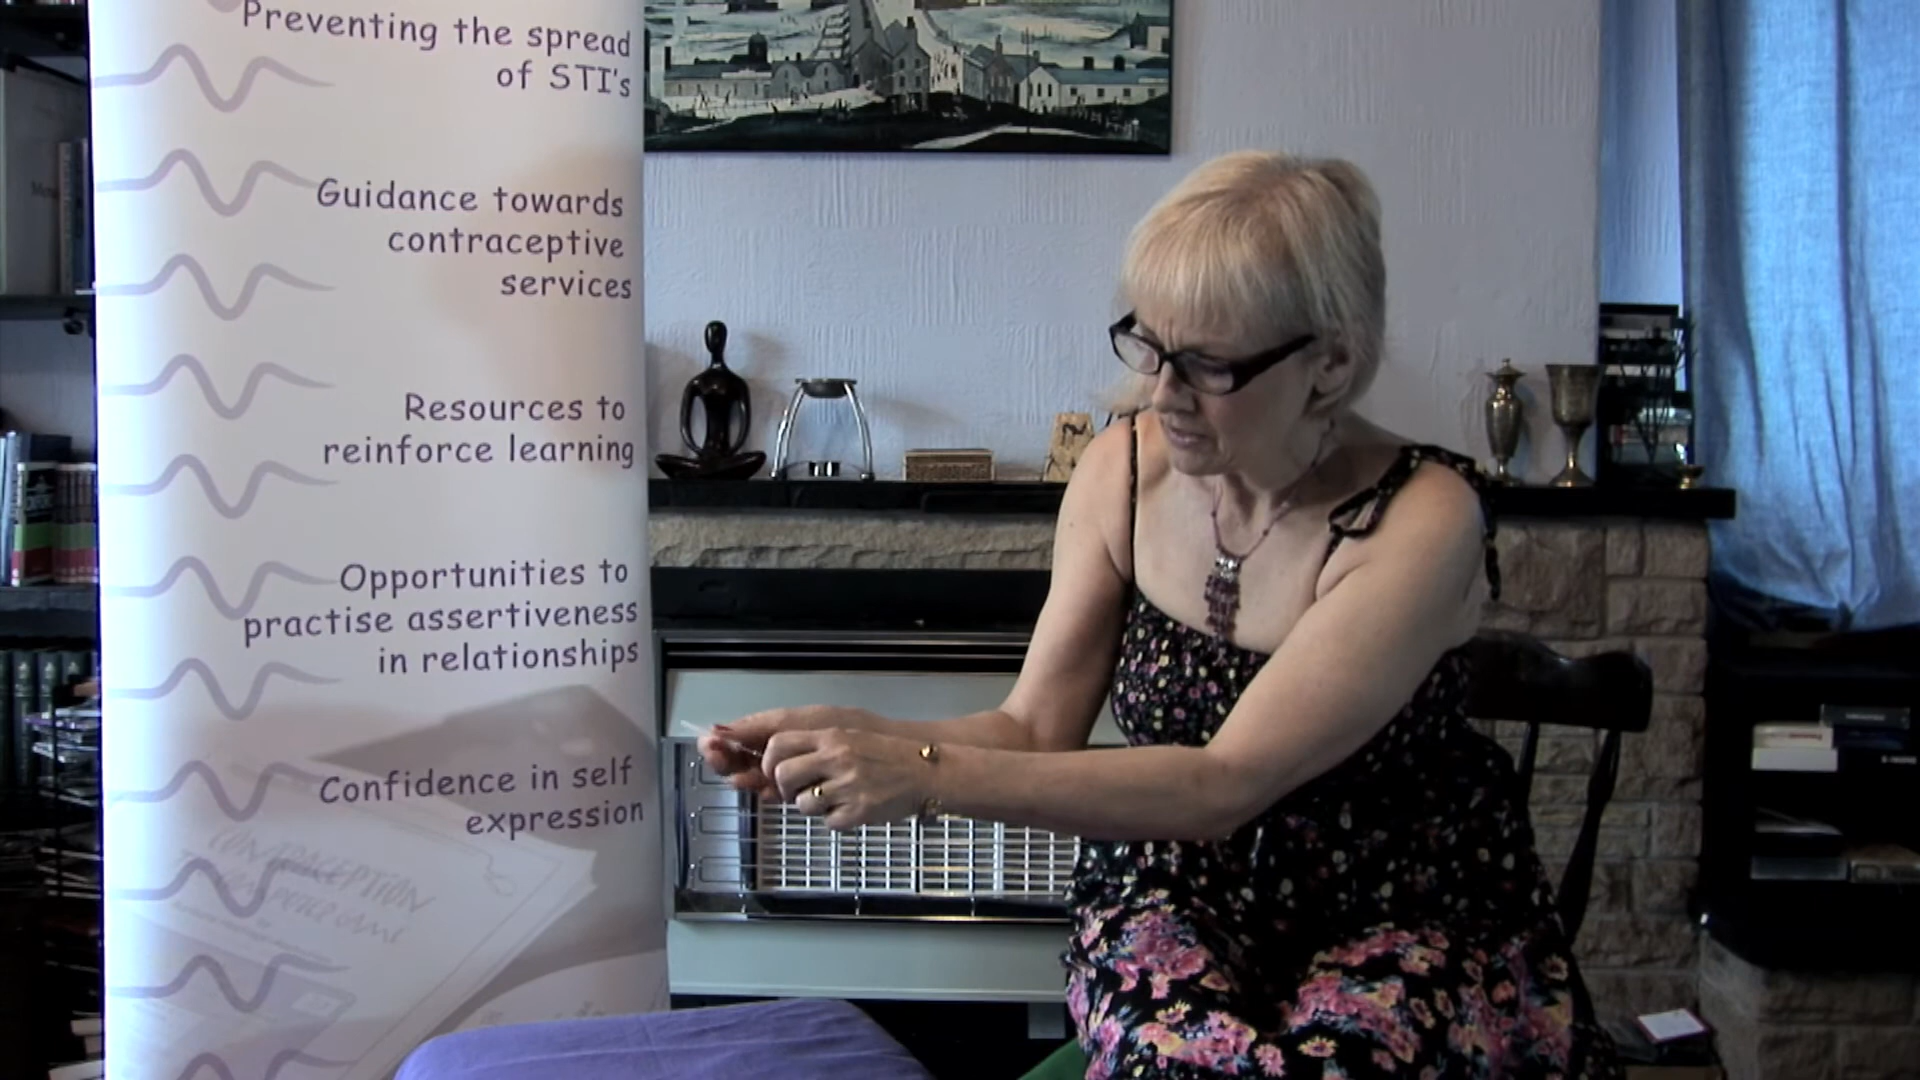 Preventing the spread
of STI's
Guidance towards
contraceptive
services
Resources to
reinforce learning
Opportunities to
practise assertiveness
in relationships
Confidence in self
expression
CONTRACEPTION